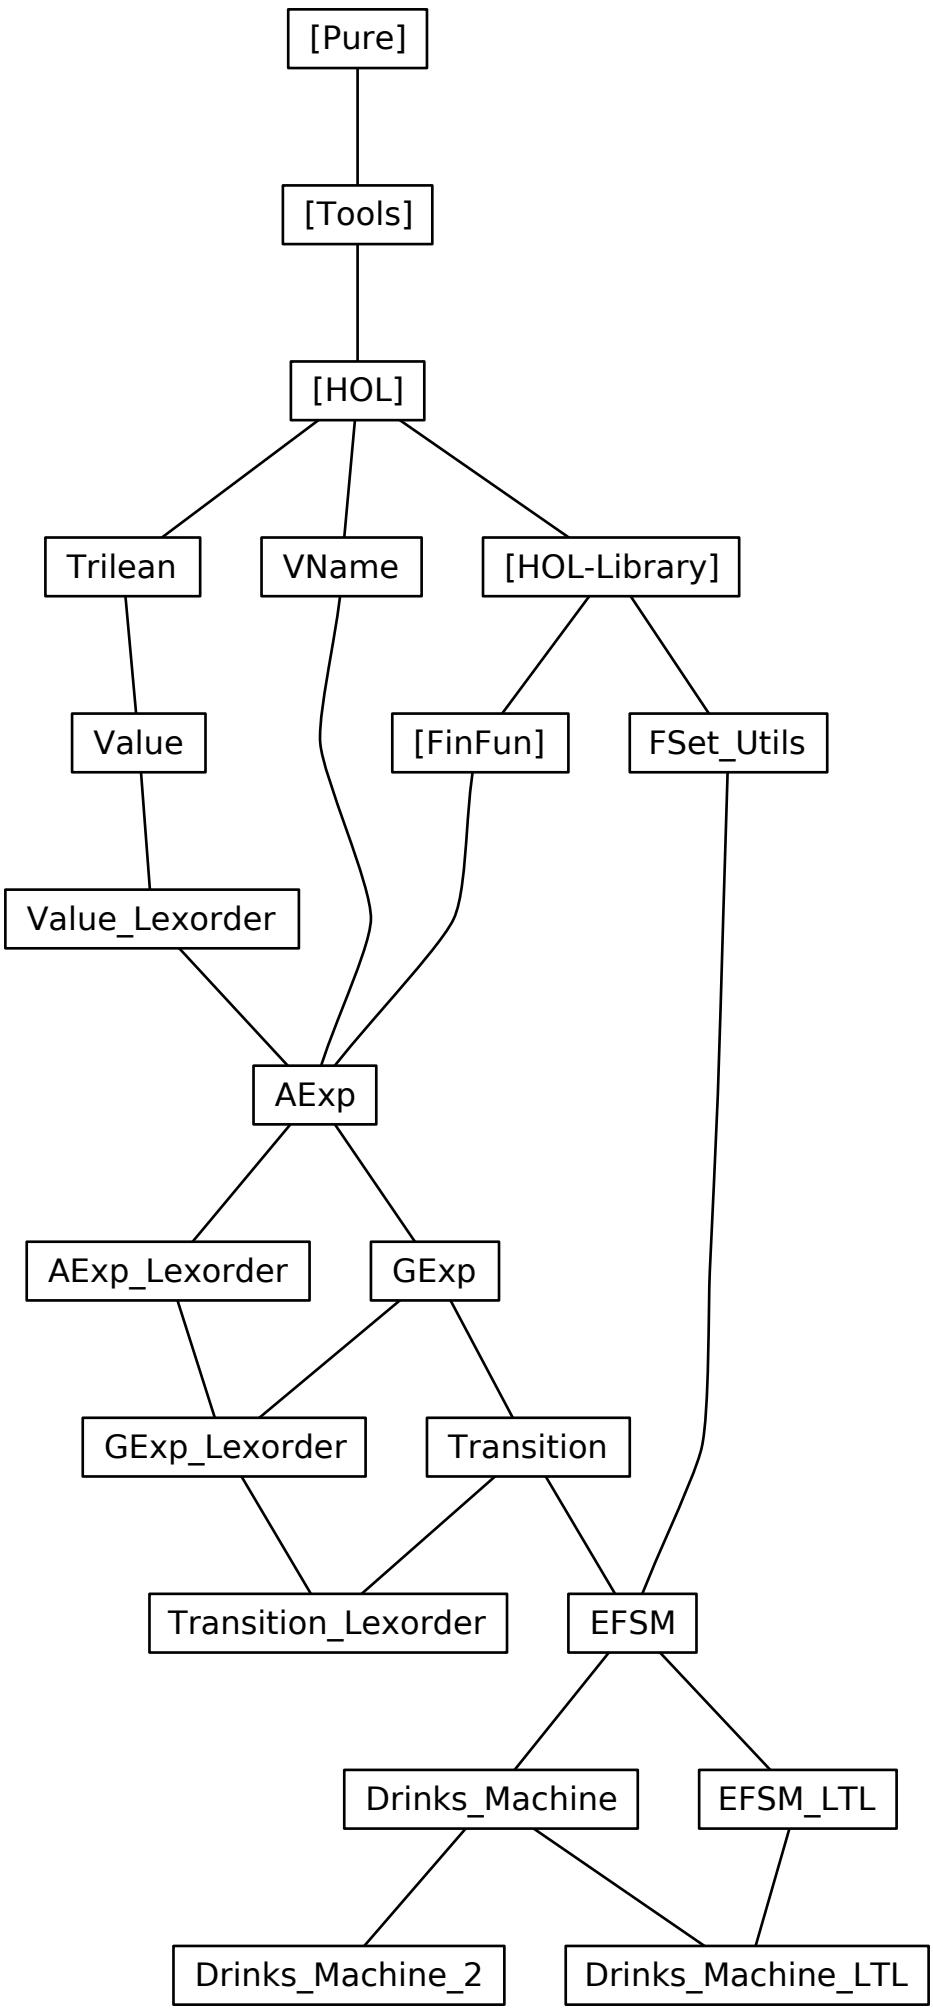 [Pure]
[Tools]
[HOL]
Trilean
VName
[HOL-Library]
Value
[FinFun]
FSet_Utils
Value_Lexorder
AExp
AExp_Lexorder
GExp
GExp_Lexorder
Transition
Transition_Lexorder
EFSM
Drinks_Machine
EFSM_LTL
Drinks_Machine_2
Drinks_Machine_LTL